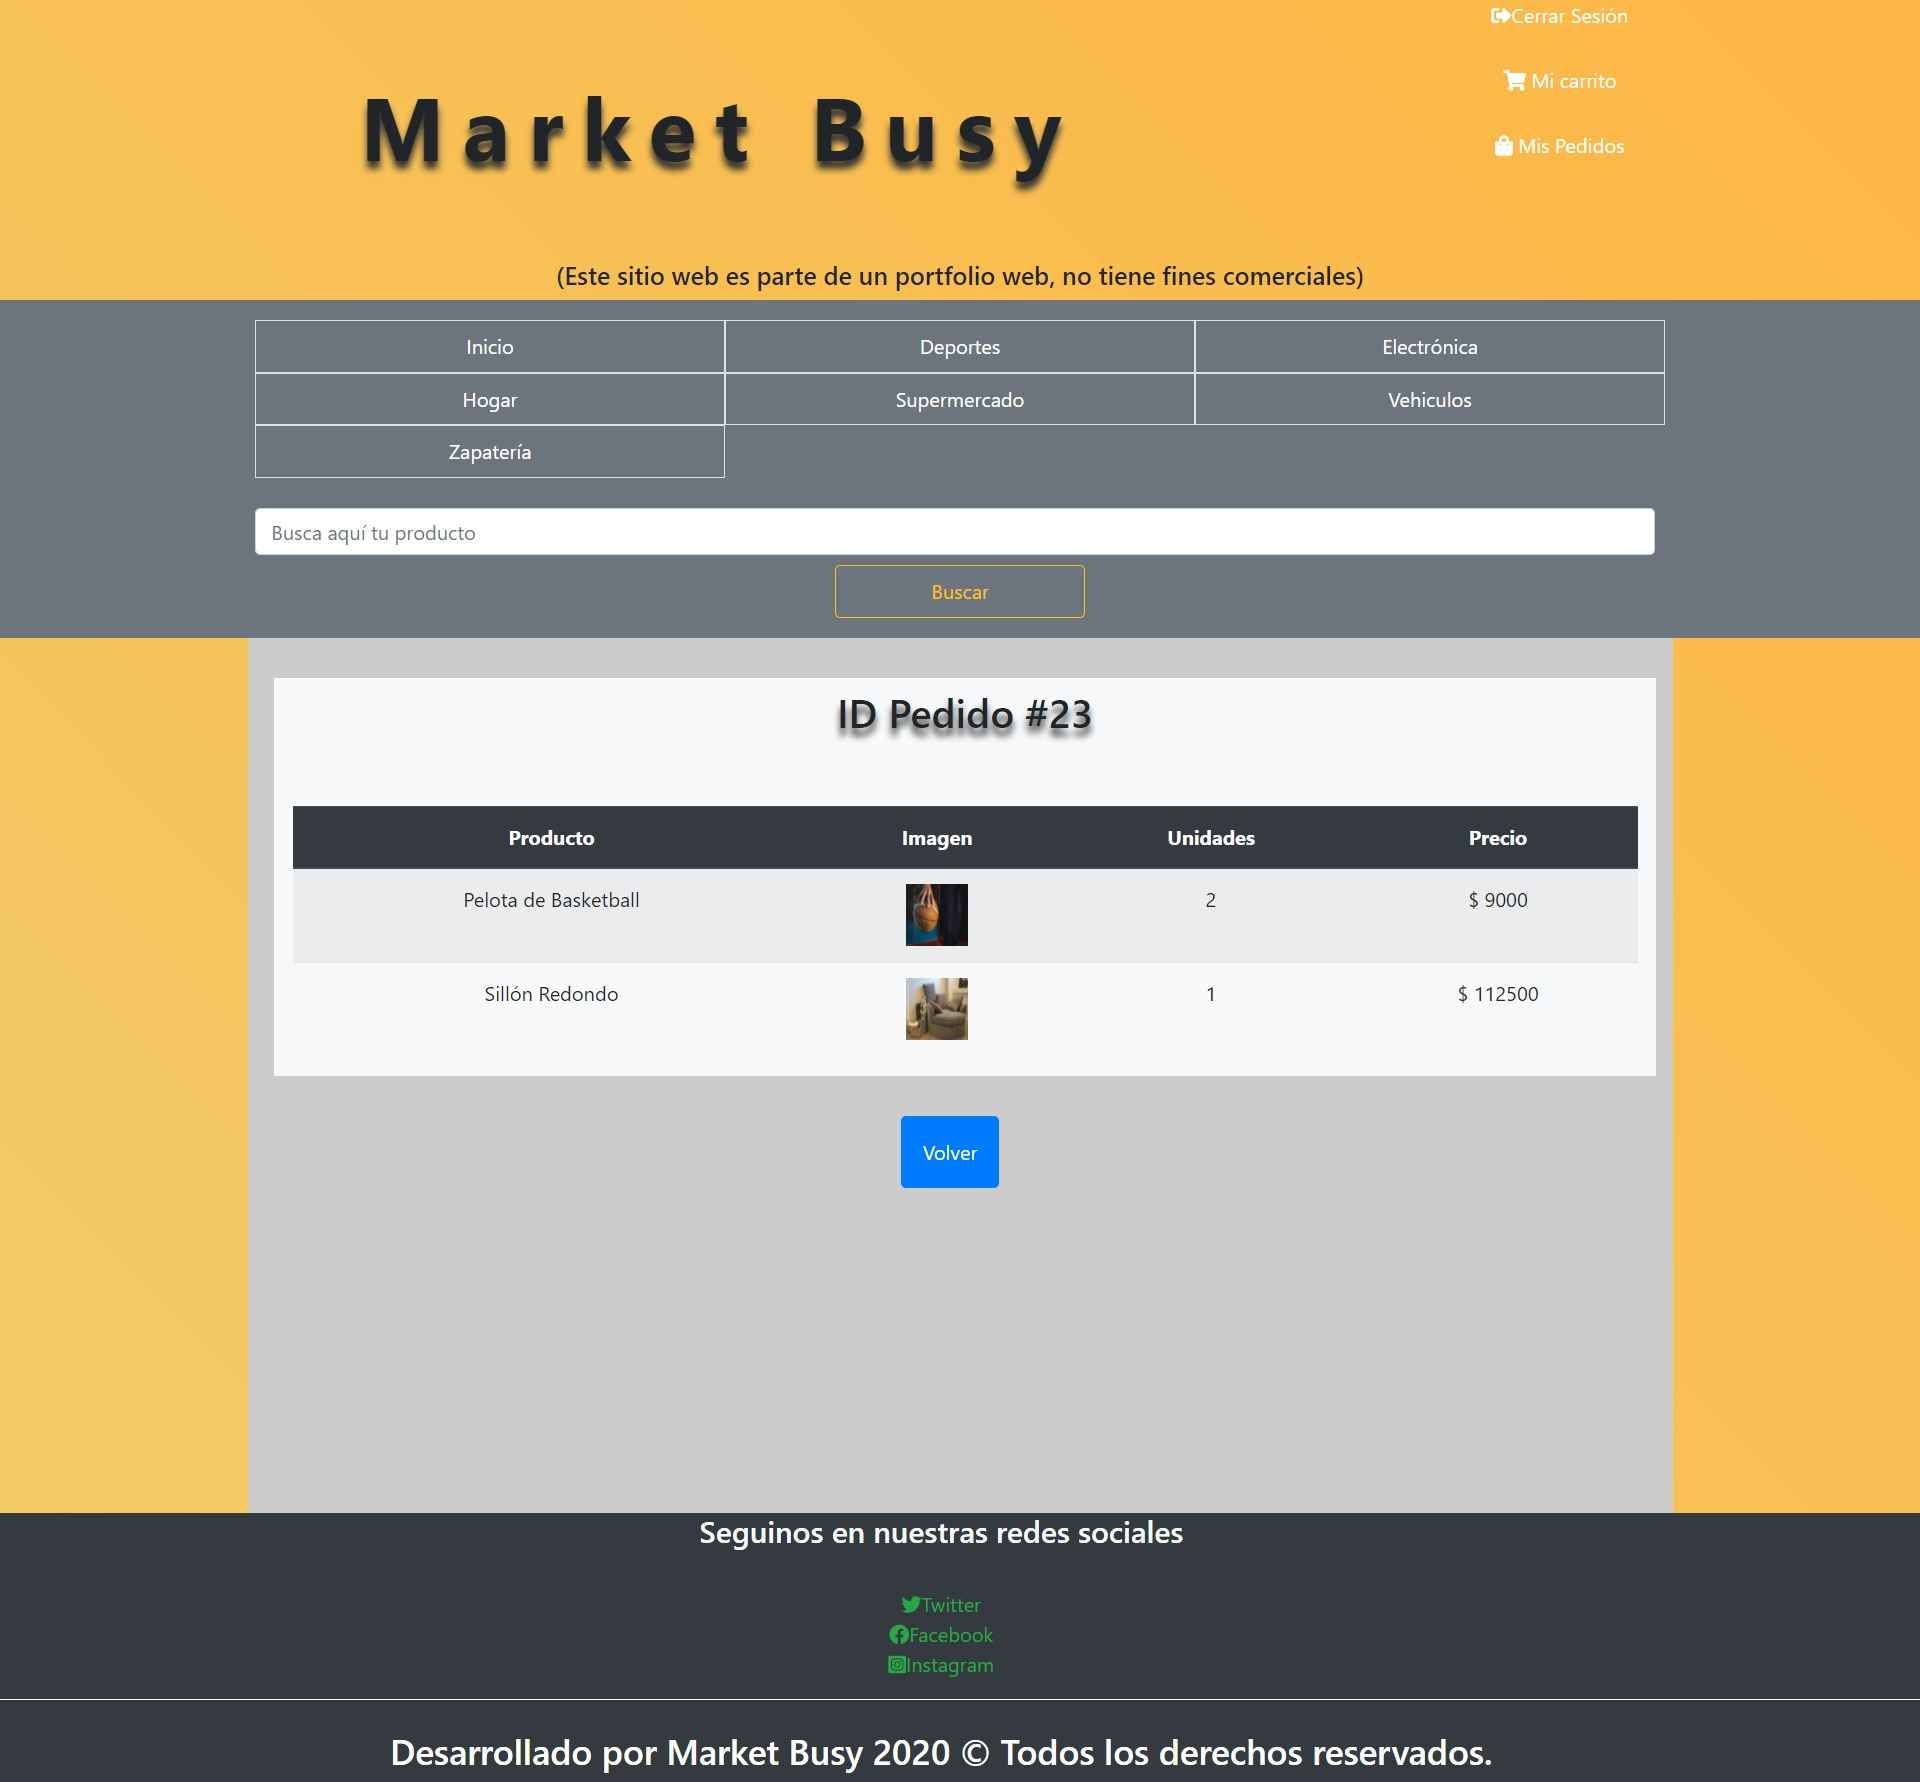 Cerrar Sesión
Mi carrito
Mis Pedidos
Market Busy
(Este sitio web es parte de un portfolio web, no tiene fines comerciales)
Inicio Deportes Electrónica
Hogar Supermercado Vehiculos
Zapatería
Busca aquí tu producto
Buscar
ID Pedido #23
Producto Imagen Unidades Precio
Pelota de Basketball 2 $ 9000
Sillón Redondo 1 $ 112500
Volver
Seguinos en nuestras redes sociales
Twitter
Facebook
Instagram
Desarrollado por Market Busy 2020 © Todos los derechos reservados.